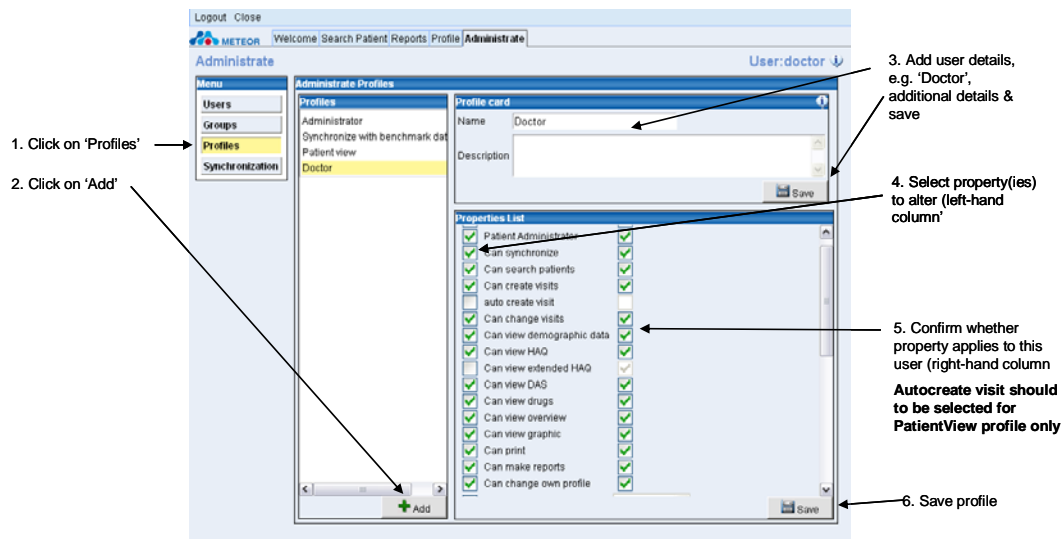 Logout Close
METEOR Welcome Search Patient Reports Profile Administrate
Administrate
User:doctor
Menu
Users
Groups
Profiles
Synchronization
Administrate Profiles
Profiles
Administrator
Synchronize with benchmark dat
Patient view
Doctor
Add
Profile card
Name Doctor
Description
Save
Properties List
Patient Administrator
Can synchronize
Can search patients
Can create visits
auto create visit
Can change visits
Can view demographic data
Can view HAQ
Can view extended HAQ
Can view DAS
Can view drugs
Can view overview
Can view graphic
Can print
Can make reports
Can change own profile
Save
1. Click on ‘Profiles’
2. Click on ‘Add’
3. Add user details,
e.g. ‘Doctor’,
additional details &
save
4. Select property(ies)
to alter (left-hand
column’
5. Confirm whether
property applies to this
user (right-hand column
Autocreate visit should
to be selected for
PatientView profile only
6. Save profile